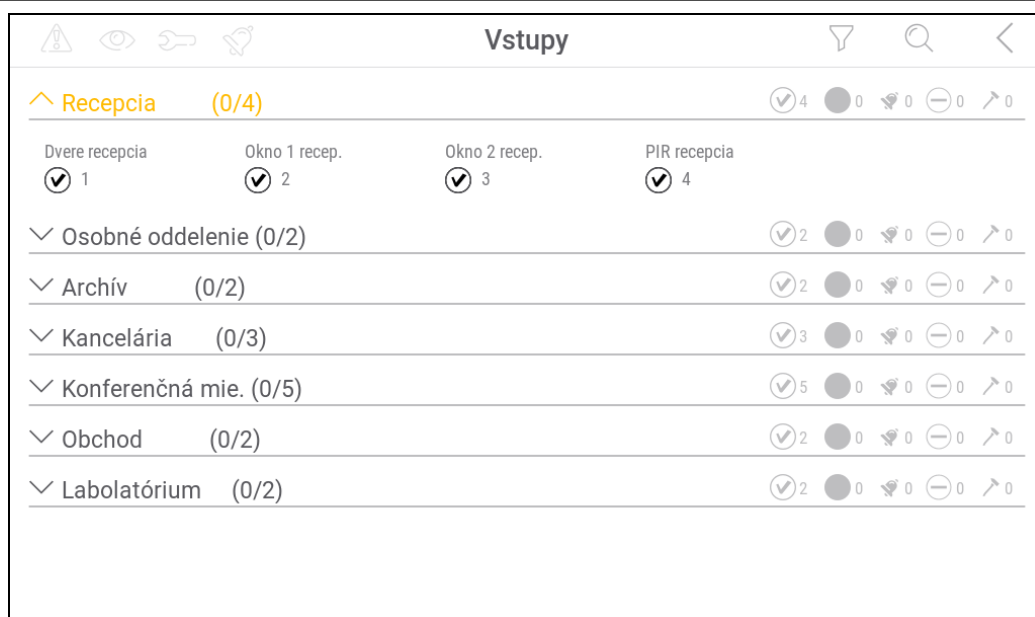 Vstupy
Recepcia (0/4) 4 0 0 0 0
Dvere recepcia Okno 1 recep. Okno 2 recep. PIR recepcia
1 2 3 4
Osobné oddelenie (0/2) 2 0 0 0 0
Archív (0/2) 2 0 0 0 0
Kancelária (0/3) 3 0 0 0 0
Konferenčná mie. (0/5) 5 0 0 0 0
Obchod (0/2) 2 0 0 0 0
Labolatórium (0/2) 2 0 0 0 0